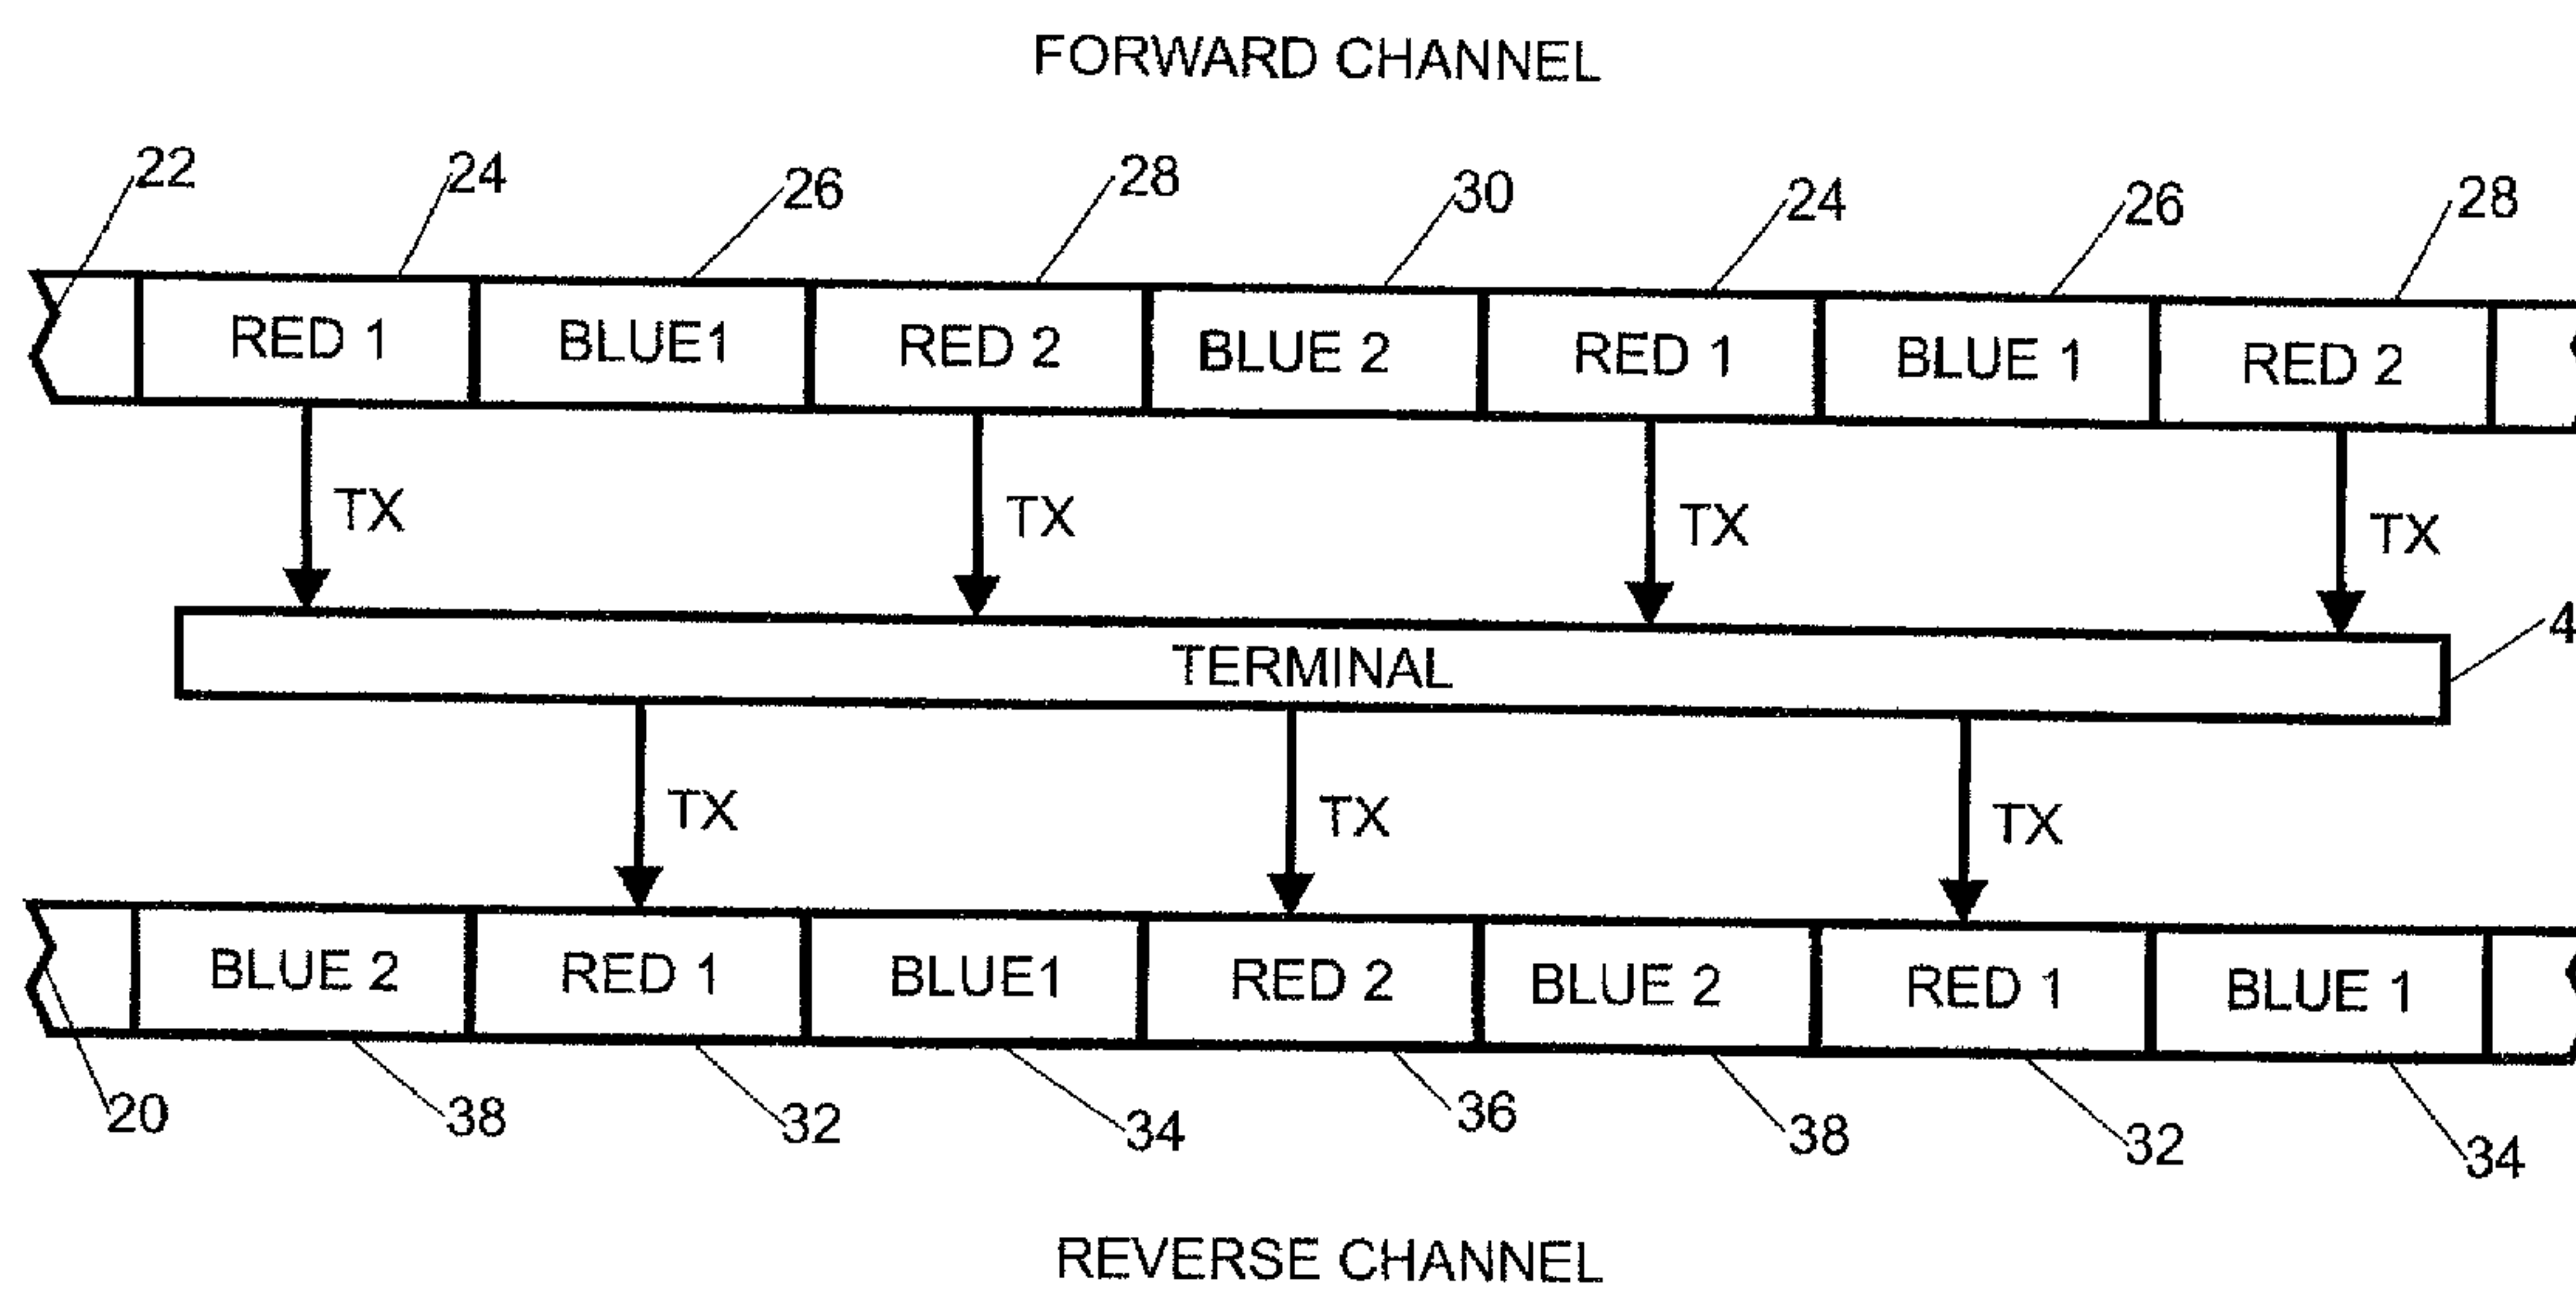 FORWARD CHANNEL
22 24 26 28 30 24 26 28
RED 1 BLUE1 RED 2 BLUE 2 RED 1 BLUE 1 RED 2
TX TX TX TX
4
TERMINAL
TX TX TX
BLUE 2 RED 1 BLUE1 RED 2 BLUE 2 RED 1 BLUE 1
20 38 32 34 36 38 32 34
REVERSE CHANNEL